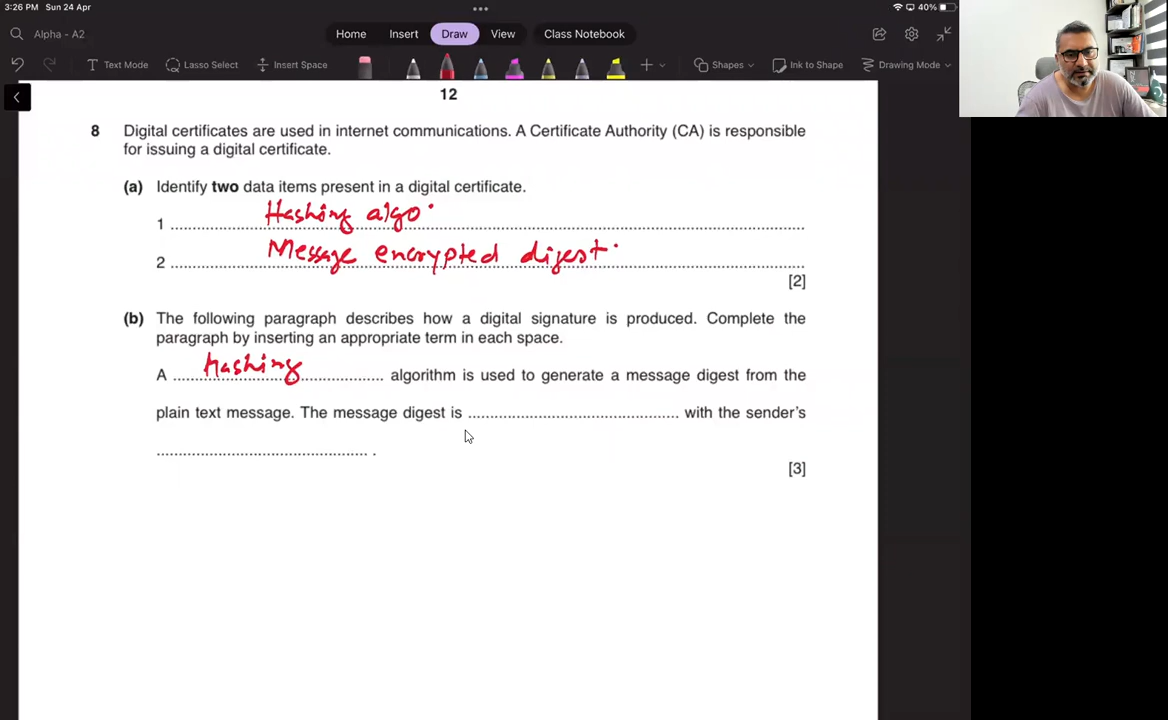 3:26 PM Sun 24 Apr
40%
Alpha - A2
Home Insert Draw View Class Notebook
Text Mode Lasso Select Insert Space Shapes Ink to Shape Drawing Mode
12
8 Digital certificates are used in internet communications. A Certificate Authority (CA) is responsible
for issuing a digital certificate.
(a) Identify two data items present in a digital certificate.
1 Hashing algo.
2 Message encrypted digest.
[2]
(b) The following paragraph describes how a digital signature is produced. Complete the
paragraph by inserting an appropriate term in each space.
A Hashing algorithm is used to generate a message digest from the
plain text message. The message digest is ............................................... with the sender's
............................................... .
[3]